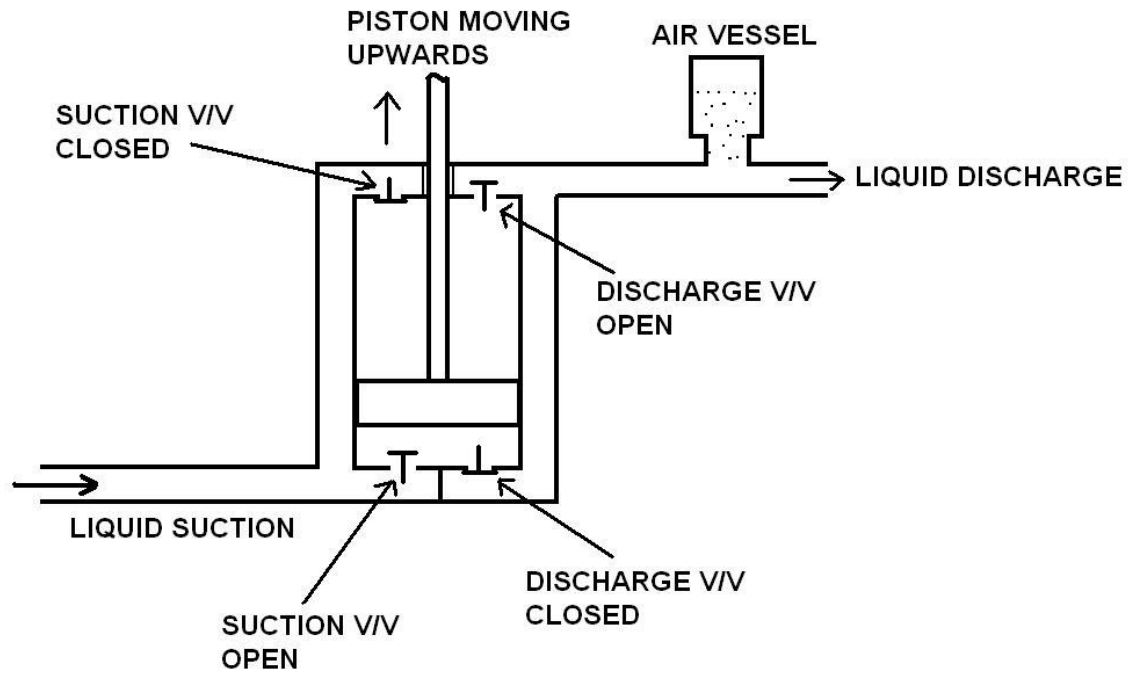 PISTON MOVING
UPWARDS
AIR VESSEL
SUCTION V/V
CLOSED
LIQUID DISCHARGE
DISCHARGE V/V
OPEN
LIQUID SUCTION
DISCHARGE V/V
CLOSED
SUCTION V/V
OPEN